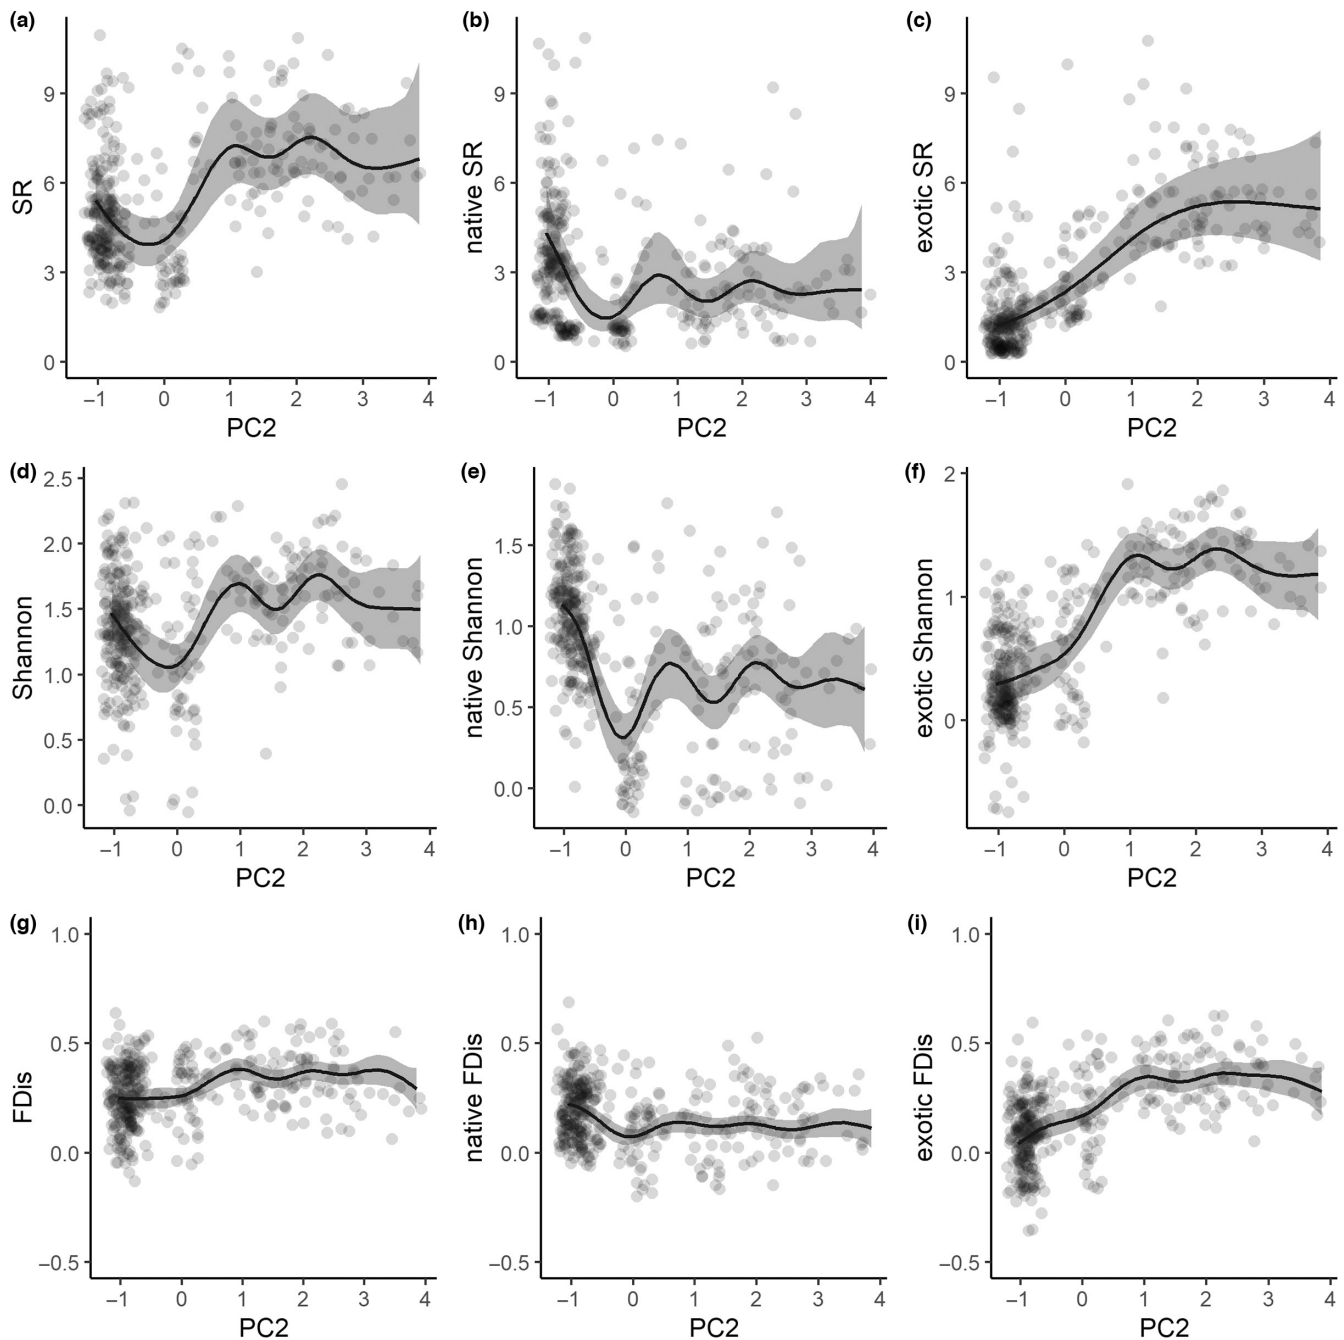 (a) (b) (c)
SR native SR exotic SR
9 9 9
6 6 6
3 3 3
0 0 0
−1 0 1 2 3 4 −1 0 1 2 3 4 −1 0 1 2 3 4
PC2 PC2 PC2
(d) (e) (f)
Shannon native Shannon exotic Shannon
2.5 2
2.0
1.5 1.5 1
1.0 1.0
0.5 0.5 0
0.0 0.0
−1 0 1 2 3 4 −1 0 1 2 3 4 −1 0 1 2 3 4
PC2 PC2 PC2
(g) (h) (i)
FDis native FDis exotic FDis
1.0 1.0 1.0
0.5 0.5 0.5
0.0 0.0 0.0
−0.5 −0.5 −0.5
−1 0 1 2 3 4 −1 0 1 2 3 4 −1 0 1 2 3 4
PC2 PC2 PC2